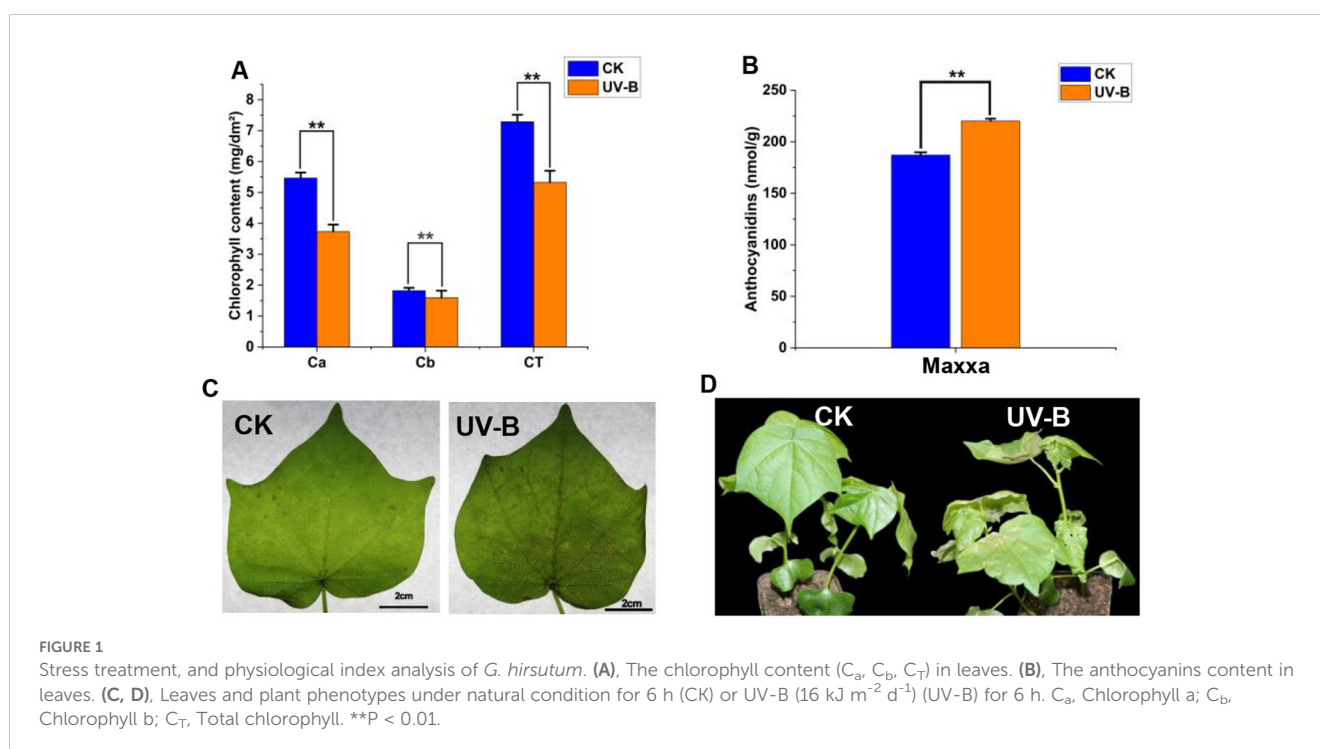 A
CK
UV-B
**
**
**
Chlorophyll content (mg/dm²)
8
7
6
5
4
3
2
1
0
Ca
Cb
CT
B
CK
UV-B
**
Anthocyanidins (nmol/g)
250
200
150
100
50
0
Maxxa
C
CK
2cm
UV-B
2cm
D
CK
UV-B
FIGURE 1
Stress treatment, and physiological index analysis of G. hirsutum. (A), The chlorophyll content (Ca, Cb, CT) in leaves. (B), The anthocyanins content in
leaves. (C, D), Leaves and plant phenotypes under natural condition for 6 h (CK) or UV-B (16 kJ m⁻² d⁻¹) (UV-B) for 6 h. Ca, Chlorophyll a; Cb,
Chlorophyll b; CT, Total chlorophyll. **P < 0.01.